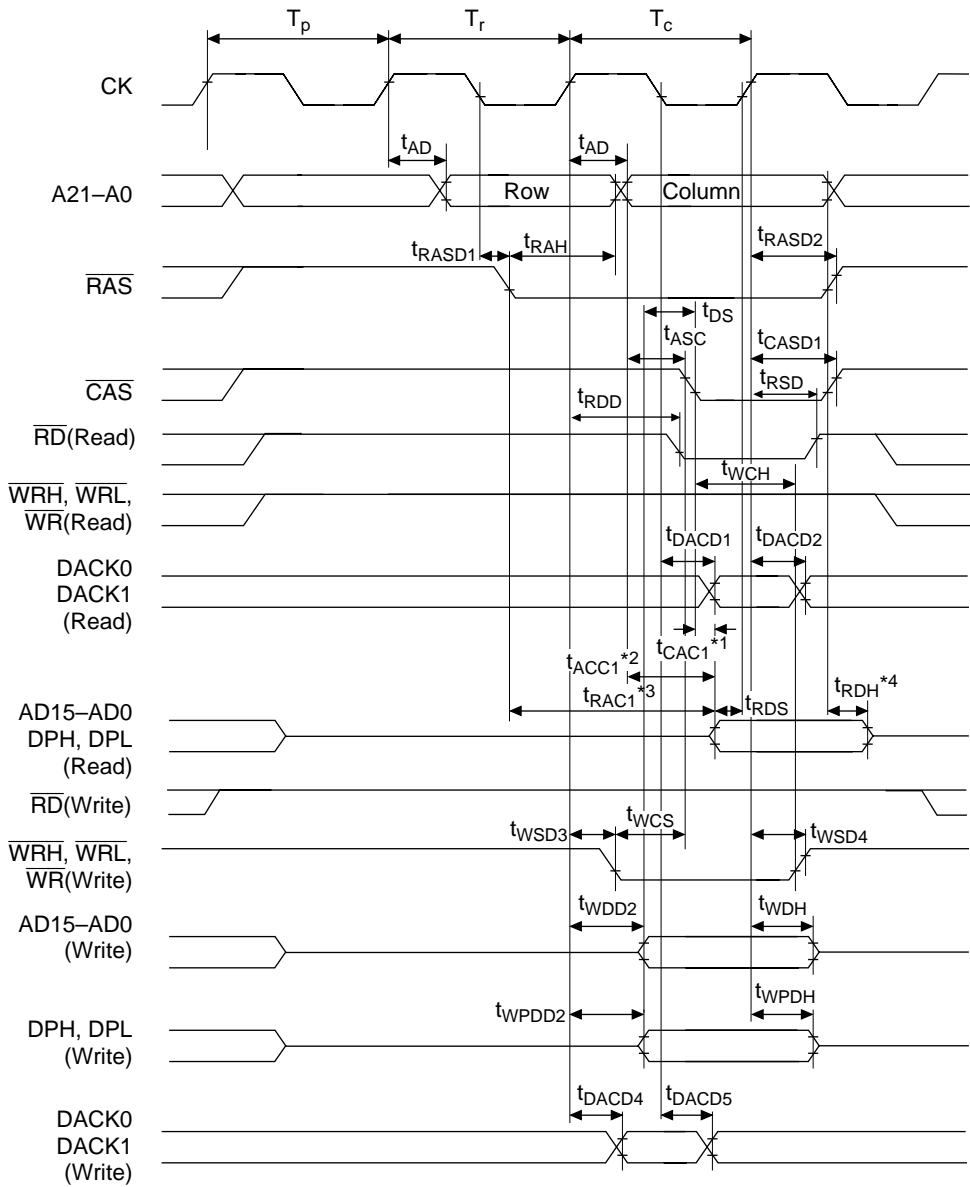 Tp Tr Tc
CK
tAD tAD
A21–A0 Row Column
tRASD1 tRAH tRASD2
RAS
tDS
tASC tCASD1
CAS tRSD
tRDD
RD(Read)
tWCH
WRH, WRL,
WR(Read)
tDACD1 tDACD2
DACK0
DACK1
(Read)
tCAC1*1
tACC1*2
tRAC1*3 tRDS tRDH*4
AD15–AD0
DPH, DPL
(Read)
RD(Write)
tWSD3 tWCS tWSD4
WRH, WRL,
WR(Write)
tWDD2 tWDH
AD15–AD0
(Write)
tWPDD2 tWPDH
DPH, DPL
(Write)
tDACD4 tDACD5
DACK0
DACK1
(Write)